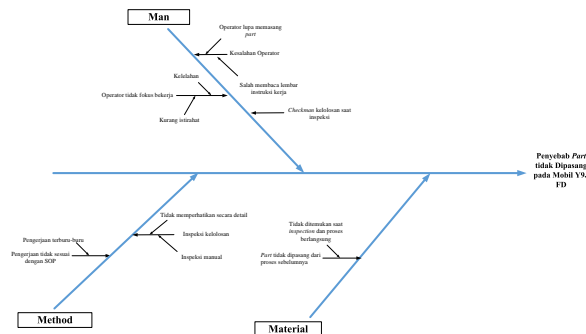 Man
Operator lupa memasang
part
Kesalahan Operator
Salah membaca lembar
instruksi kerja
Kelelahan
Operator tidak fokus bekerja
Kurang istirahat
Checkman kelolosan saat
inspeksi
Penyebab Part
tidak Dipasang
pada Mobil Y9.
FD
Tidak memperhatikan secara detail
Inspeksi kelolosan
Inspeksi manual
Pengerjaan terburu-buru
Pengerjaan tidak sesuai
dengan SOP
Method
Tidak ditemukan saat
inspection dan proses
berlangsung
Part tidak dipasang dari
proses sebelumnya
Material